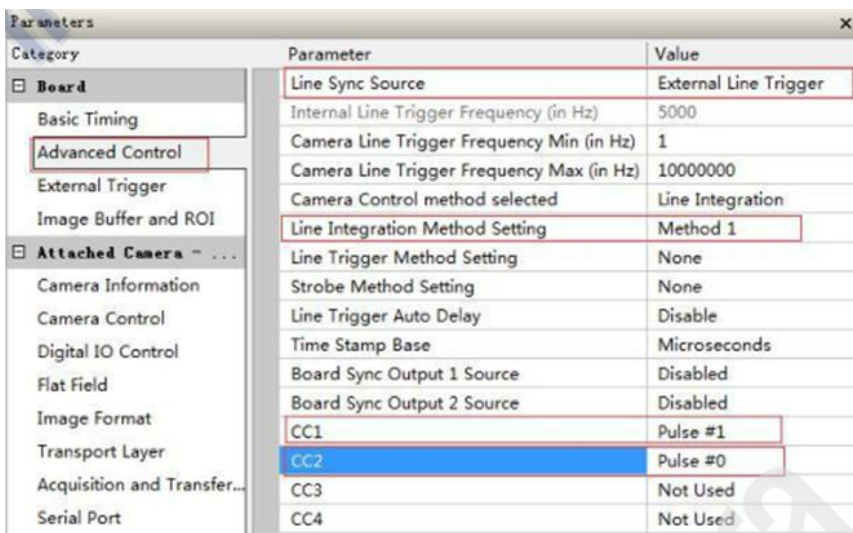 Parameters
Category Parameter Value
Board Line Sync Source External Line Trigger
Basic Timing Internal Line Trigger Frequency (in Hz) 5000
Advanced Control Camera Line Trigger Frequency Min (in Hz) 1
Camera Line Trigger Frequency Max (in Hz) 10000000
External Trigger Camera Control method selected Line Integration
Image Buffer and ROI Line Integration Method Setting Method 1
Attached Camera - ... Line Trigger Method Setting None
Camera Information Strobe Method Setting None
Camera Control Line Trigger Auto Delay Disable
Digital IO Control Time Stamp Base Microseconds
Flat Field Board Sync Output 1 Source Disabled
Image Format Board Sync Output 2 Source Disabled
CC1 Pulse #1
Transport Layer CC2 Pulse #0
Acquisition and Transfer... CC3 Not Used
Serial Port CC4 Not Used